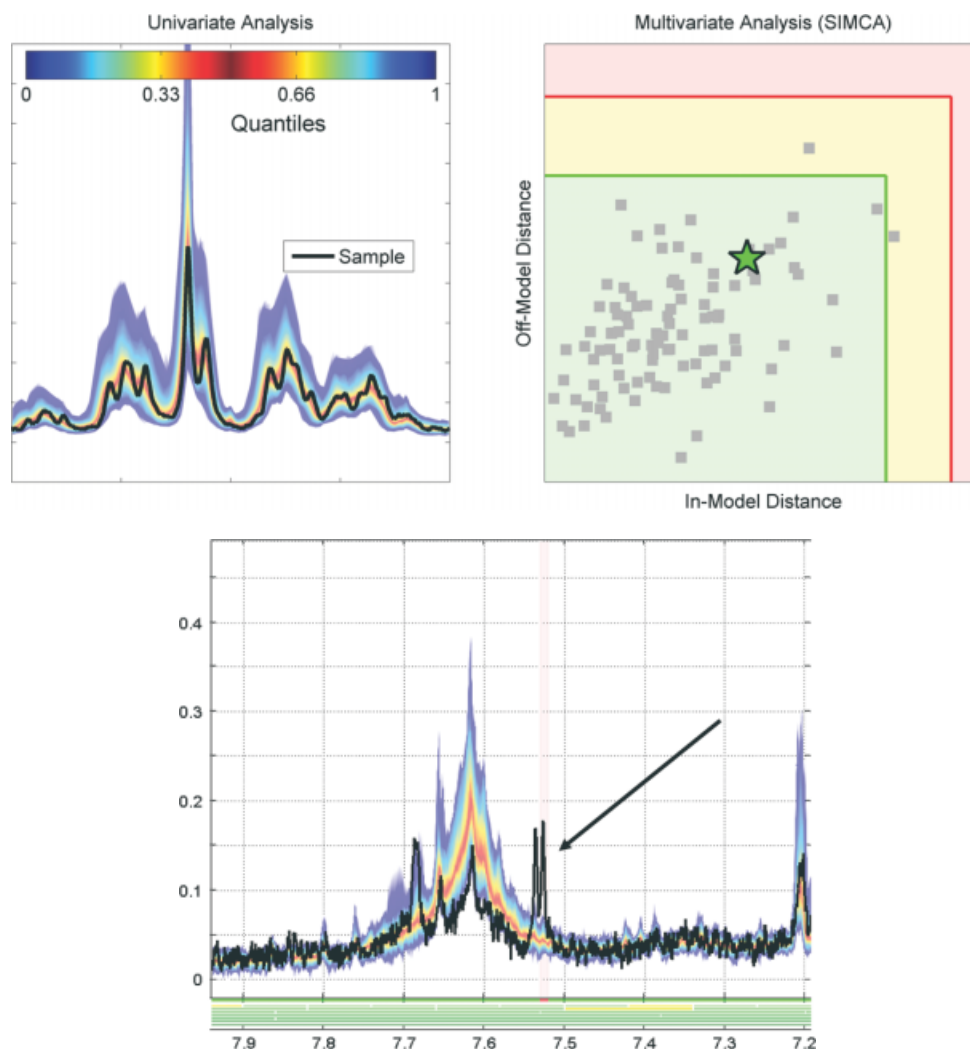 Univariate Analysis
0 0.33 0.66 1
Quantiles
Sample
Multivariate Analysis (SIMCA)
Off-Model Distance
In-Model Distance
0.4
0.3
0.2
0.1
0
7.9 7.8 7.7 7.6 7.5 7.4 7.3 7.2